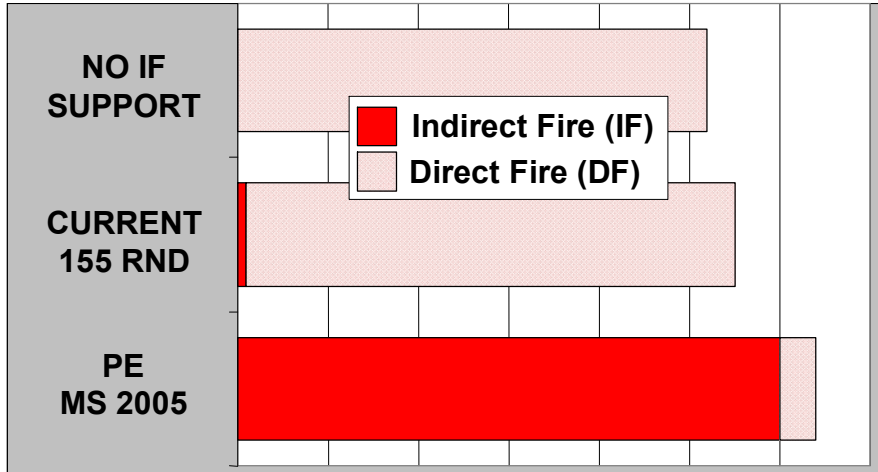 NO IF
SUPPORT
Indirect Fire (IF)
Direct Fire (DF)
CURRENT
155 RND
PE
MS 2005